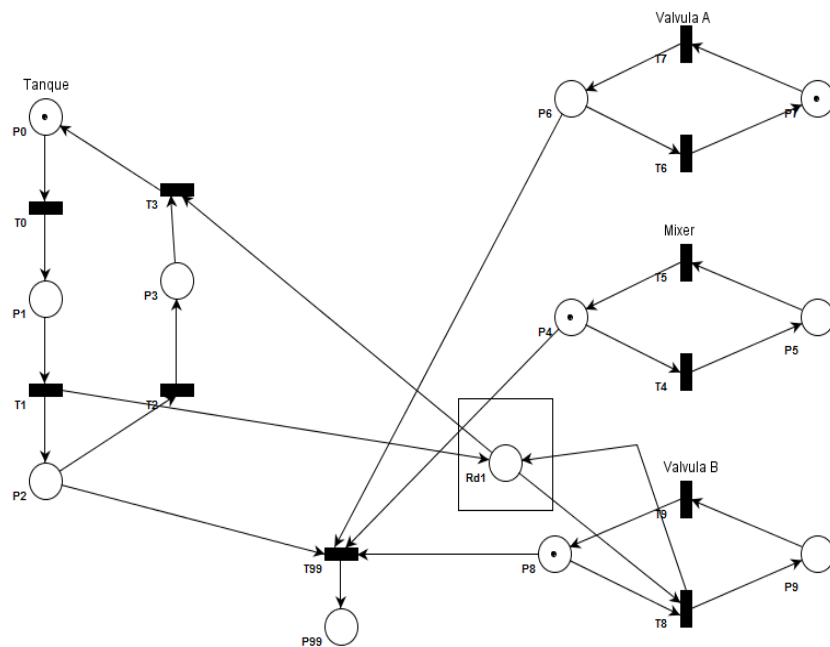 Valvula A
T7
P6
P7
T6
Tanque
P0
T3
T0
P3
P1
Mixer
T5
P4
P5
T4
T1
T2
Rd1
P2
Valvula B
T9
T99
P8
P9
T8
P99